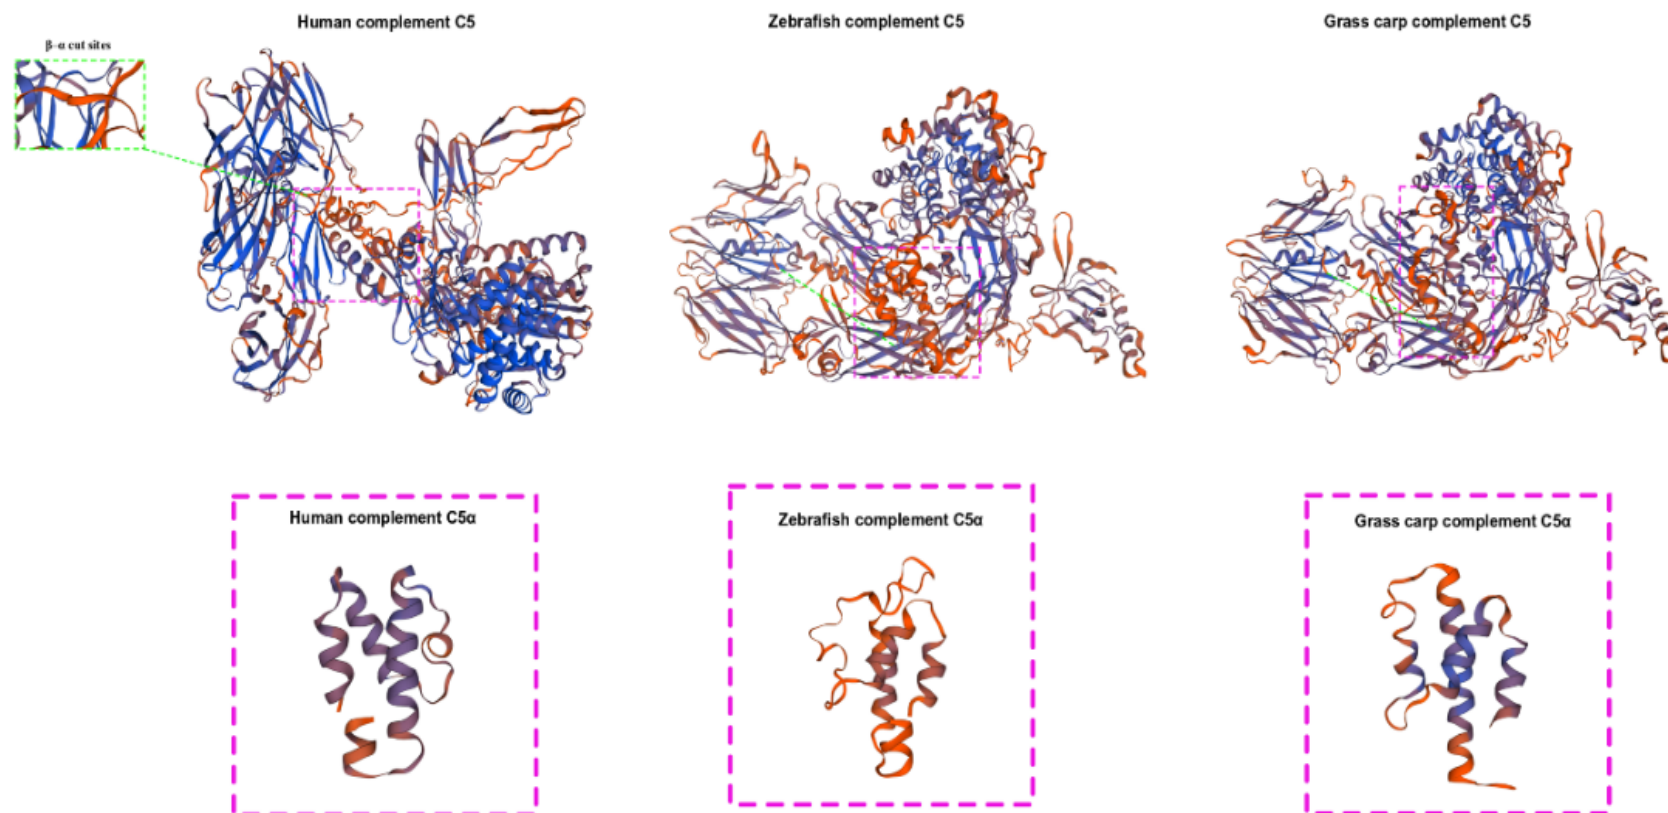 Human complement C5
Zebrafish complement C5
Grass carp complement C5
β-α cut sites
Human complement C5α
Zebrafish complement C5α
Grass carp complement C5α